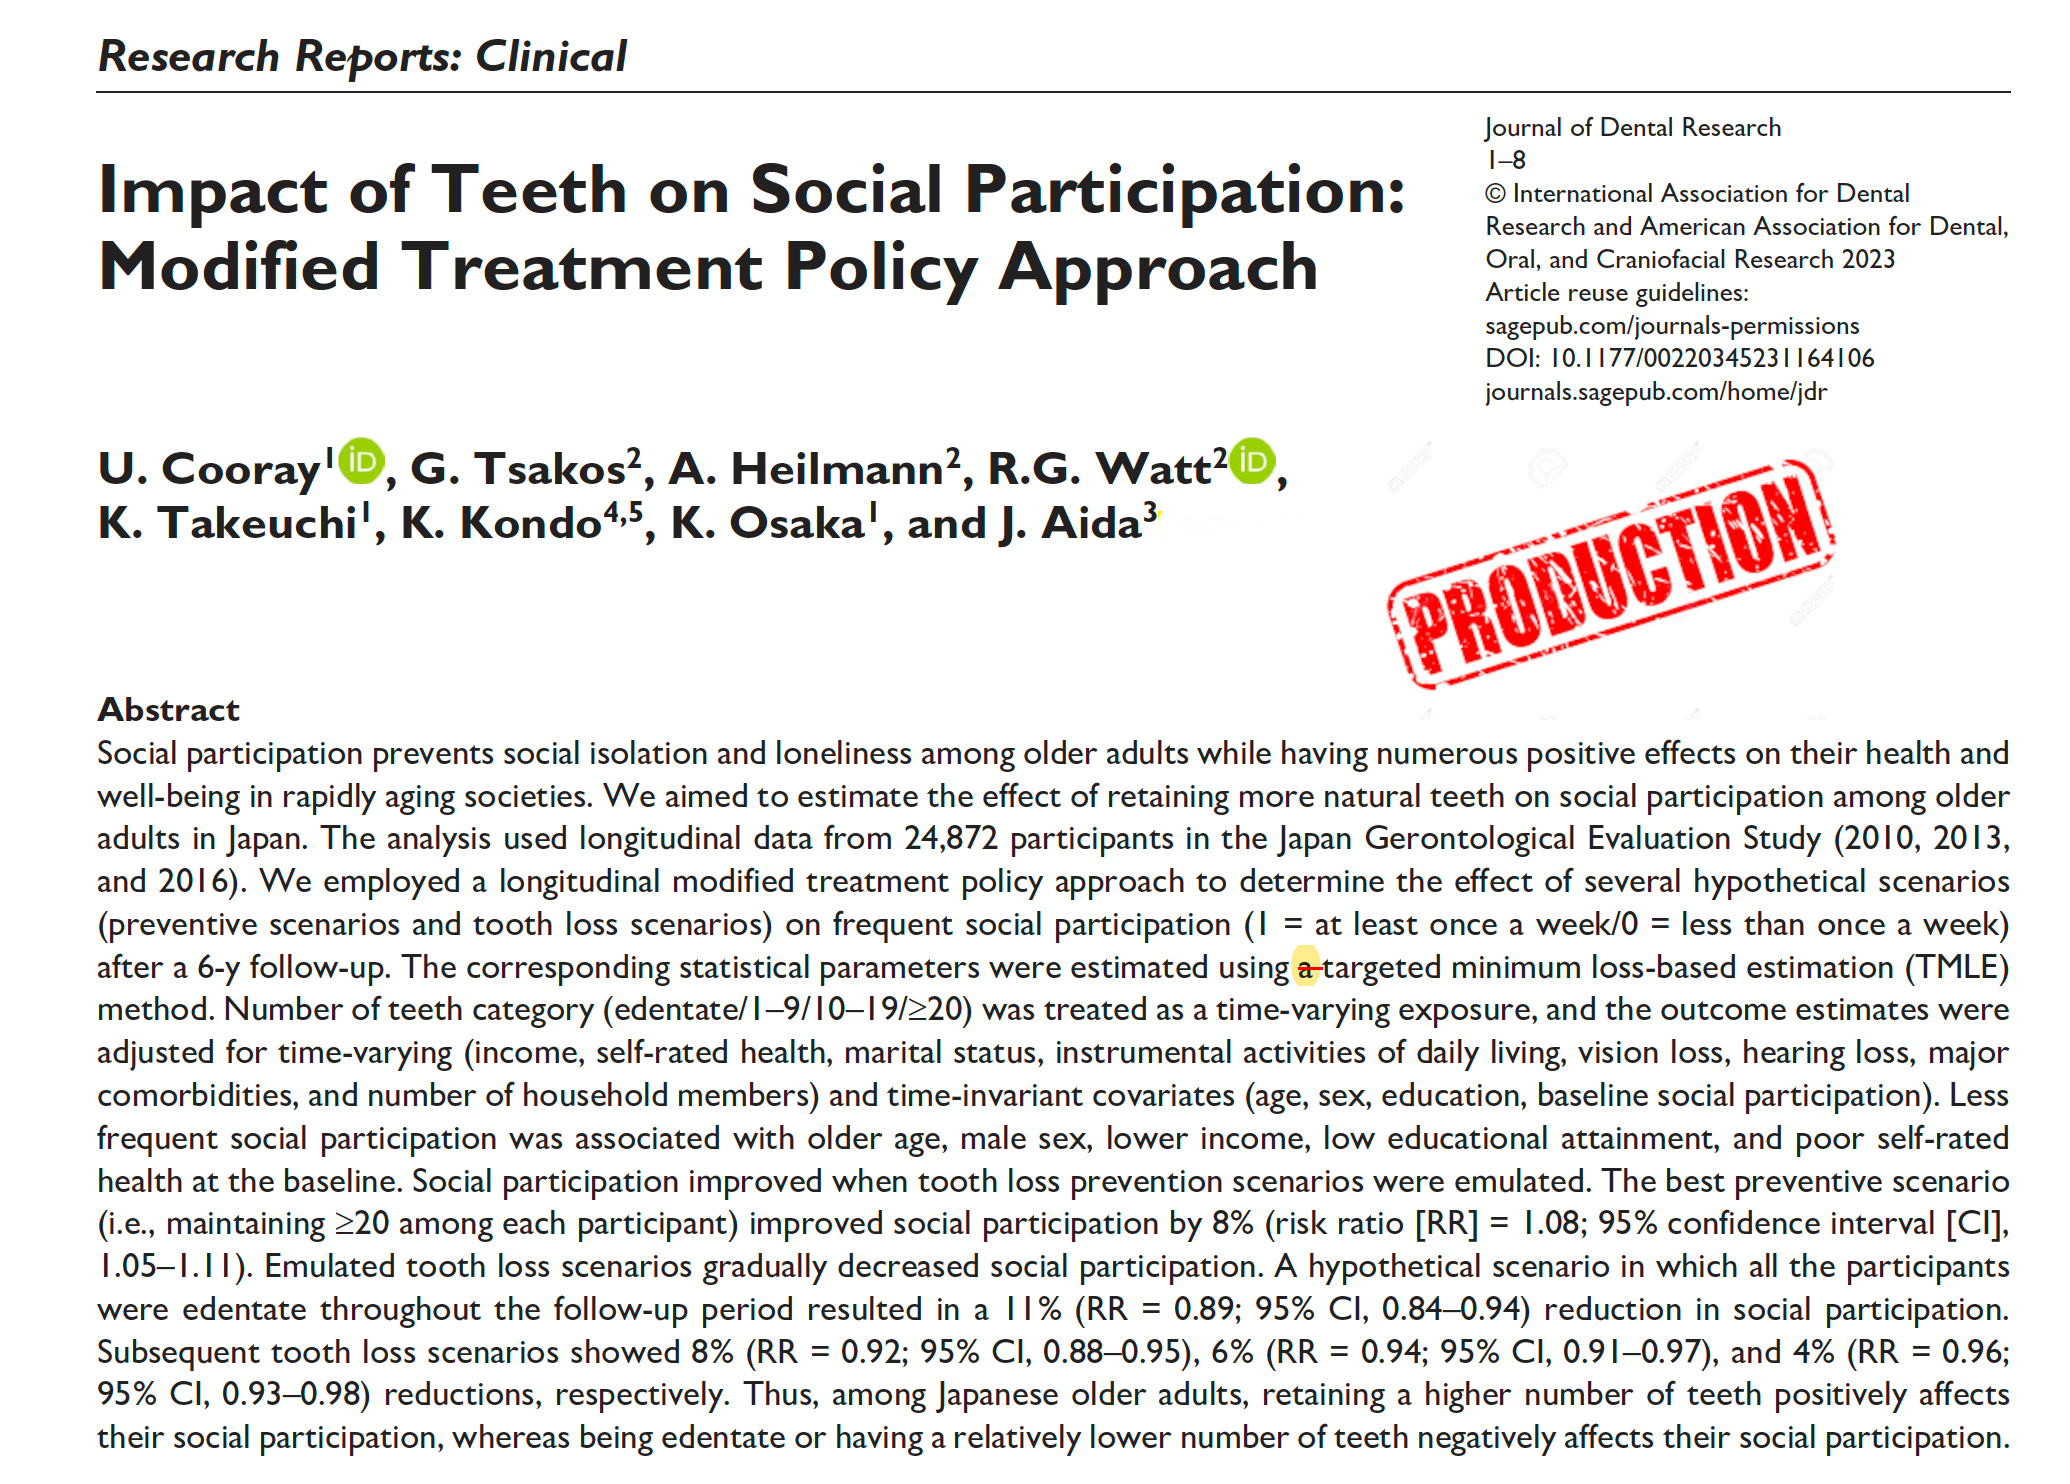 Research Reports: Clinical
Impact of Teeth on Social Participation:
Modified Treatment Policy Approach
Journal of Dental Research
1–8
© International Association for Dental
Research and American Association for Dental,
Oral, and Craniofacial Research 2023
Article reuse guidelines:
sagepub.com/journals-permissions
DOI: 10.1177/00220345231164106
journals.sagepub.com/home/jdr
U. Cooray1 iD, G. Tsakos2, A. Heilmann2, R.G. Watt2 iD,
K. Takeuchi1, K. Kondo4,5, K. Osaka1, and J. Aida3
PRODUCTION
Abstract
Social participation prevents social isolation and loneliness among older adults while having numerous positive effects on their health and
well-being in rapidly aging societies. We aimed to estimate the effect of retaining more natural teeth on social participation among older
adults in Japan. The analysis used longitudinal data from 24,872 participants in the Japan Gerontological Evaluation Study (2010, 2013,
and 2016). We employed a longitudinal modified treatment policy approach to determine the effect of several hypothetical scenarios
(preventive scenarios and tooth loss scenarios) on frequent social participation (1 = at least once a week/0 = less than once a week)
after a 6-y follow-up. The corresponding statistical parameters were estimated using a targeted minimum loss-based estimation (TMLE)
method. Number of teeth category (edentate/1–9/10–19/≥20) was treated as a time-varying exposure, and the outcome estimates were
adjusted for time-varying (income, self-rated health, marital status, instrumental activities of daily living, vision loss, hearing loss, major
comorbidities, and number of household members) and time-invariant covariates (age, sex, education, baseline social participation). Less
frequent social participation was associated with older age, male sex, lower income, low educational attainment, and poor self-rated
health at the baseline. Social participation improved when tooth loss prevention scenarios were emulated. The best preventive scenario
(i.e., maintaining ≥20 among each participant) improved social participation by 8% (risk ratio [RR] = 1.08; 95% confidence interval [CI],
1.05–1.11). Emulated tooth loss scenarios gradually decreased social participation. A hypothetical scenario in which all the participants
were edentate throughout the follow-up period resulted in a 11% (RR = 0.89; 95% CI, 0.84–0.94) reduction in social participation.
Subsequent tooth loss scenarios showed 8% (RR = 0.92; 95% CI, 0.88–0.95), 6% (RR = 0.94; 95% CI, 0.91–0.97), and 4% (RR = 0.96;
95% CI, 0.93–0.98) reductions, respectively. Thus, among Japanese older adults, retaining a higher number of teeth positively affects
their social participation, whereas being edentate or having a relatively lower number of teeth negatively affects their social participation.